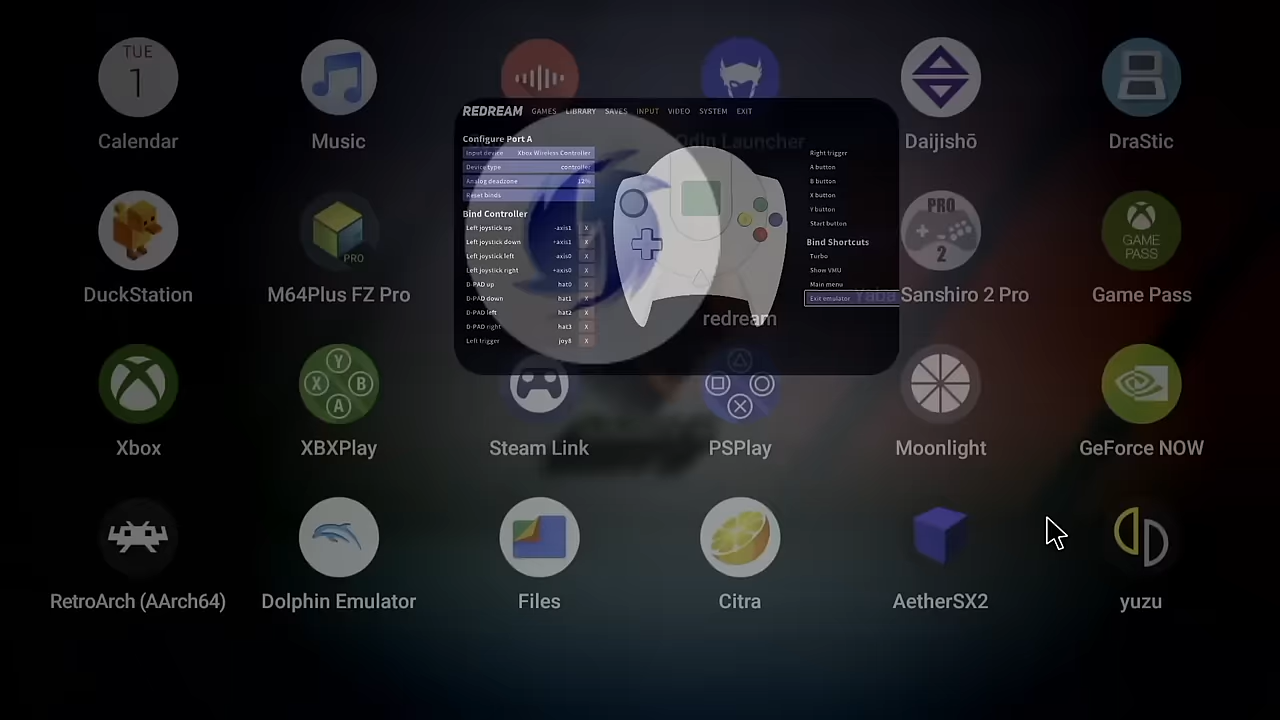 TUE
1
Calendar
Music
Odin Launcher
Daijishō
DraStic
REDREAM GAMES LIBRARY SAVES INPUT VIDEO SYSTEM EXIT
Configure Port A
Input device Xbox Wireless Controller
Device type controller
Analog deadzone 12%
Reset binds
Bind Controller
Left joystick up -axis1 X
Left joystick down +axis1 X
Left joystick left -axis0 X
Left joystick right +axis0 X
D-PAD up hat0 X
D-PAD down hat1 X
D-PAD left hat2 X
D-PAD right hat3 X
Left trigger joy8 X
Right trigger
A button
B button
X button
Y button
Start button
Bind Shortcuts
Turbo
Show VMU
Main menu
Exit emulator
redream
DuckStation
PRO
M64Plus FZ Pro
PRO
2
Yaba Sanshiro 2 Pro
GAME
PASS
Game Pass
Xbox
Y
X B
A
XBXPlay
Steam Link
PSPlay
Moonlight
GeForce NOW
RetroArch (AArch64)
Dolphin Emulator
Files
Citra
AetherSX2
yuzu